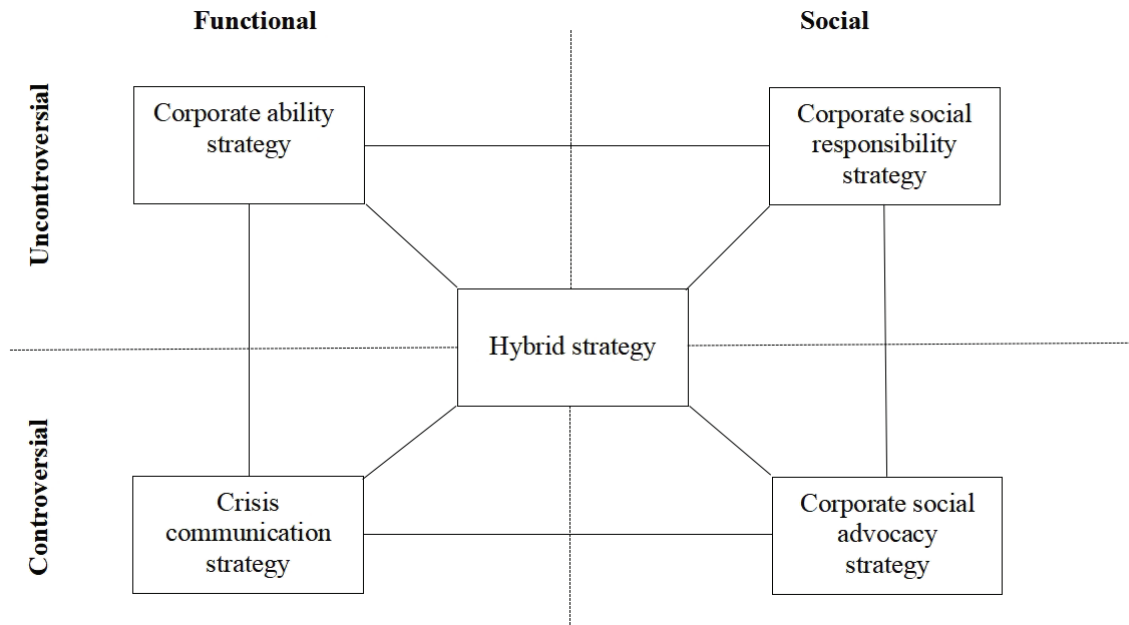 Functional
Social
Uncontroversial
Corporate ability
strategy
Corporate social
responsibility
strategy
Hybrid strategy
Controversial
Crisis
communication
strategy
Corporate social
advocacy
strategy